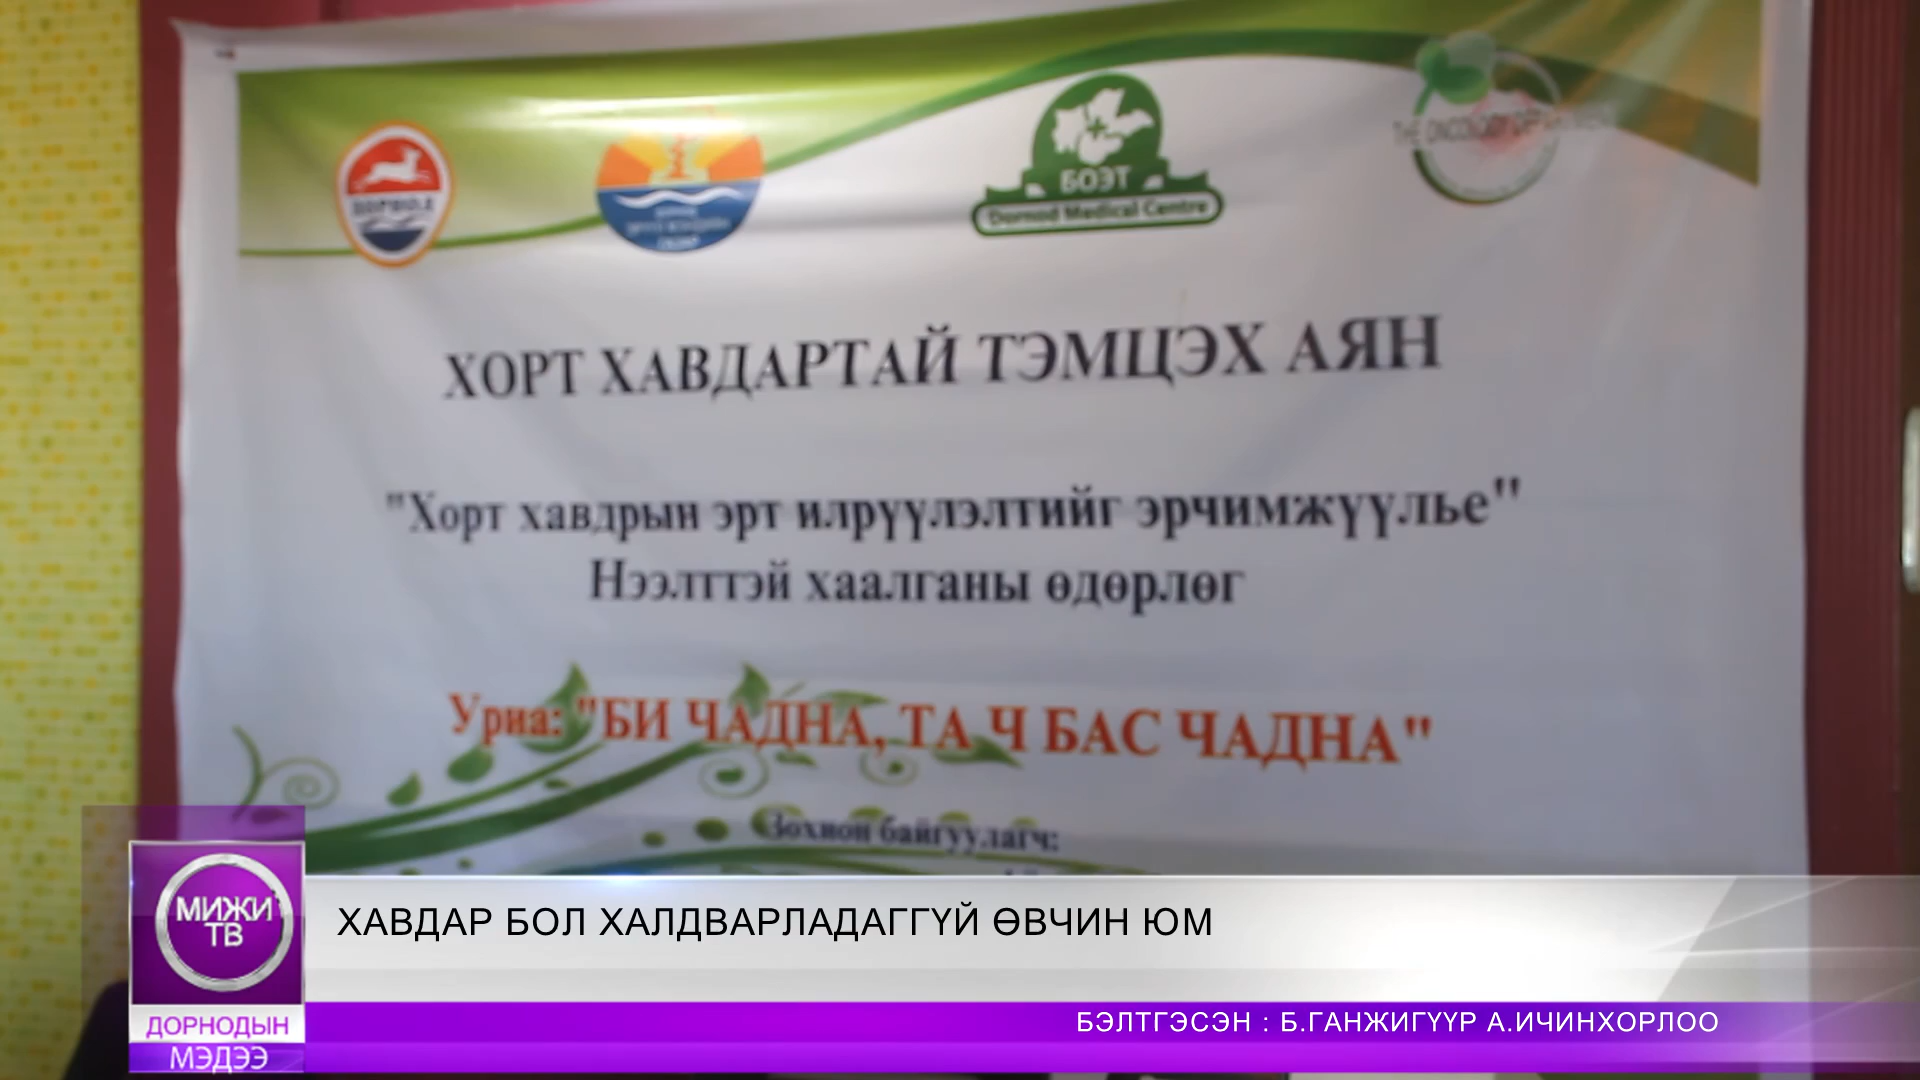 ДОРНОД
БОЭТ
Dornod Medical Centre
ХОРТ ХАВДАРТАЙ ТЭМЦЭХ АЯН
"Хорт хавдрын эрт илрүүлэлтийг эрчимжүүлье"
Нээлттэй хаалганы өдөрлөг
Уриа: "БИ ЧАДНА, ТА Ч БАС ЧАДНА"
Зохион байгуулагч:
МИЖИ
ТВ
ХАВДАР БОЛ ХАЛДВАРЛАДАГГҮЙ ӨВЧИН ЮМ
ДОРНОДЫН
МЭДЭЭ
БЭЛТГЭСЭН : Б.ГАНЖИГҮҮР А.ИЧИНХОРЛОО